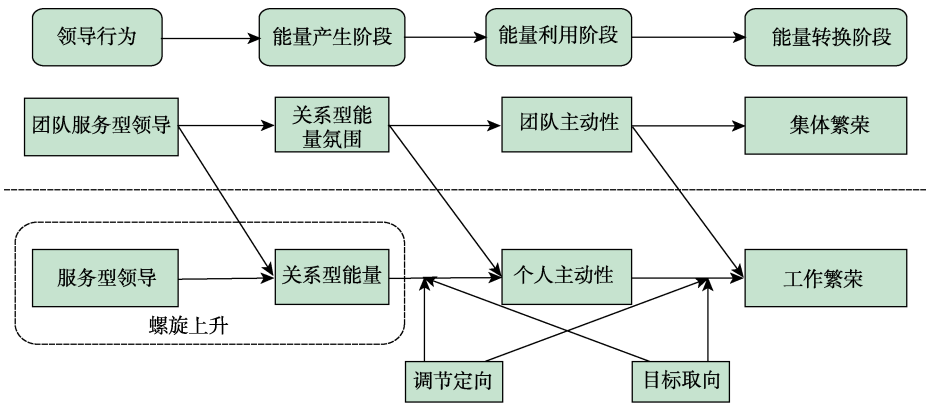 领导行为
能量产生阶段
能量利用阶段
能量转换阶段
团队服务型领导
关系型能
量氛围
团队主动性
集体繁荣
服务型领导
关系型能量
个人主动性
工作繁荣
螺旋上升
调节定向
目标取向